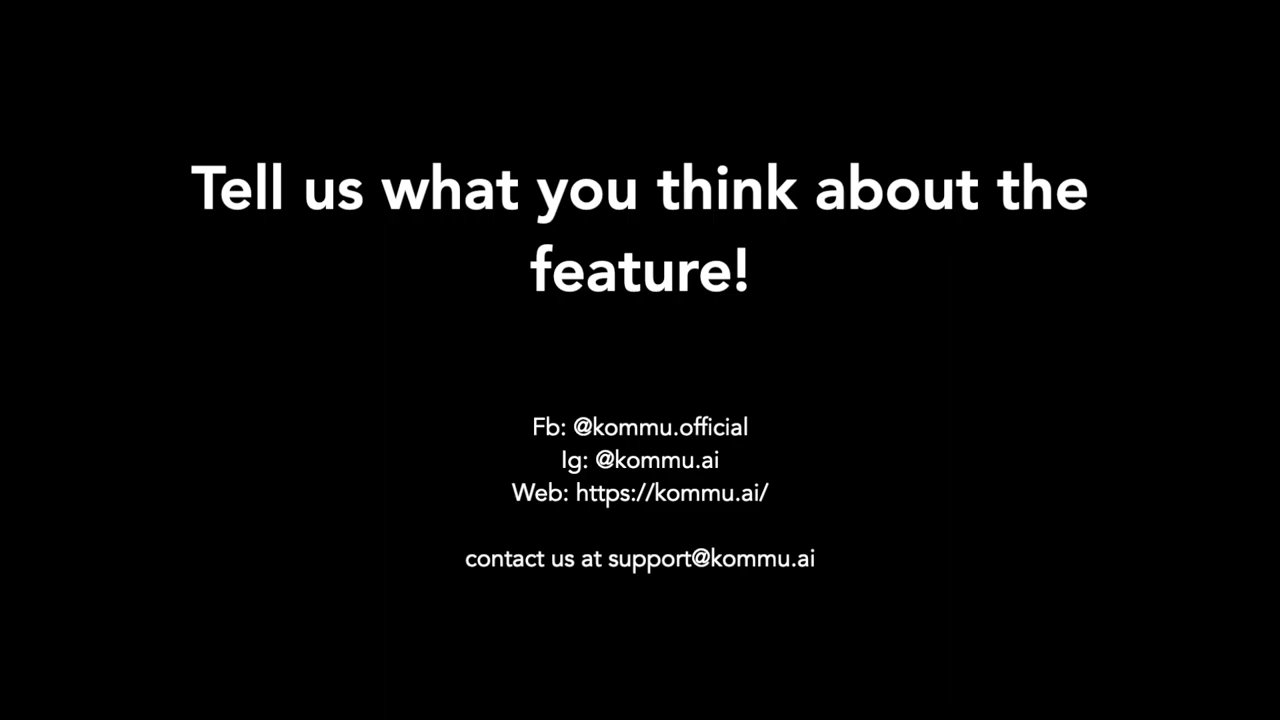 Tell us what you think about the
feature!
Fb: @kommu.official
Ig: @kommu.ai
Web: https://kommu.ai/
contact us at support@kommu.ai